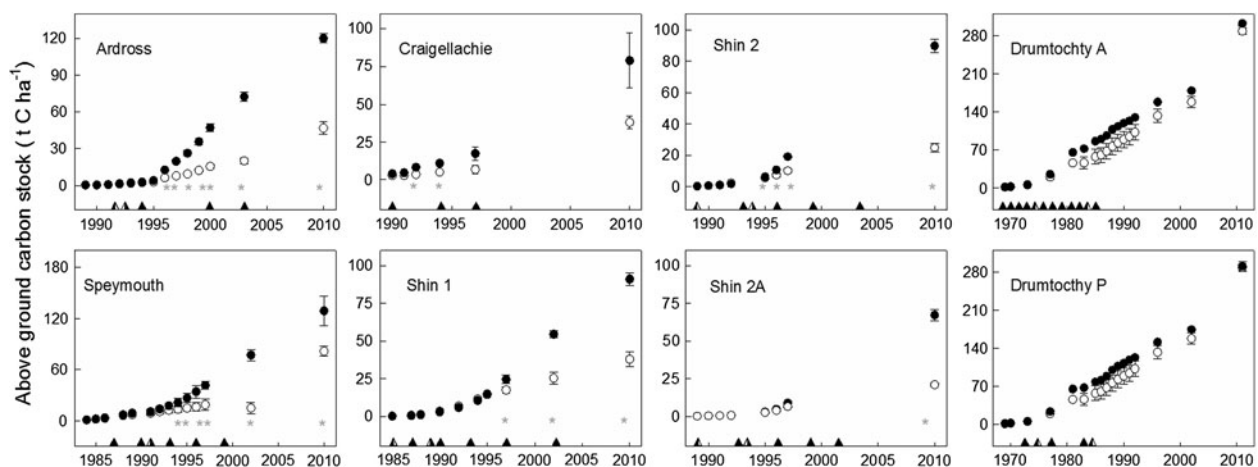 Above ground carbon stock ( t C ha⁻¹)
Ardross
120
90
60
30
0
1990 1995 2000 2005 2010
Craigellachie
100
75
50
25
0
1990 1995 2000 2005 2010
Shin 2
100
80
60
40
20
0
1990 1995 2000 2005 2010
Drumtochty A
280
210
140
70
0
1970 1980 1990 2000 2010
Speymouth
180
120
60
0
1985 1990 1995 2000 2005 2010
Shin 1
100
75
50
25
0
1985 1990 1995 2000 2005 2010
Shin 2A
100
75
50
25
0
1990 1995 2000 2005 2010
Drumtocthy P
280
210
140
70
0
1970 1980 1990 2000 2010